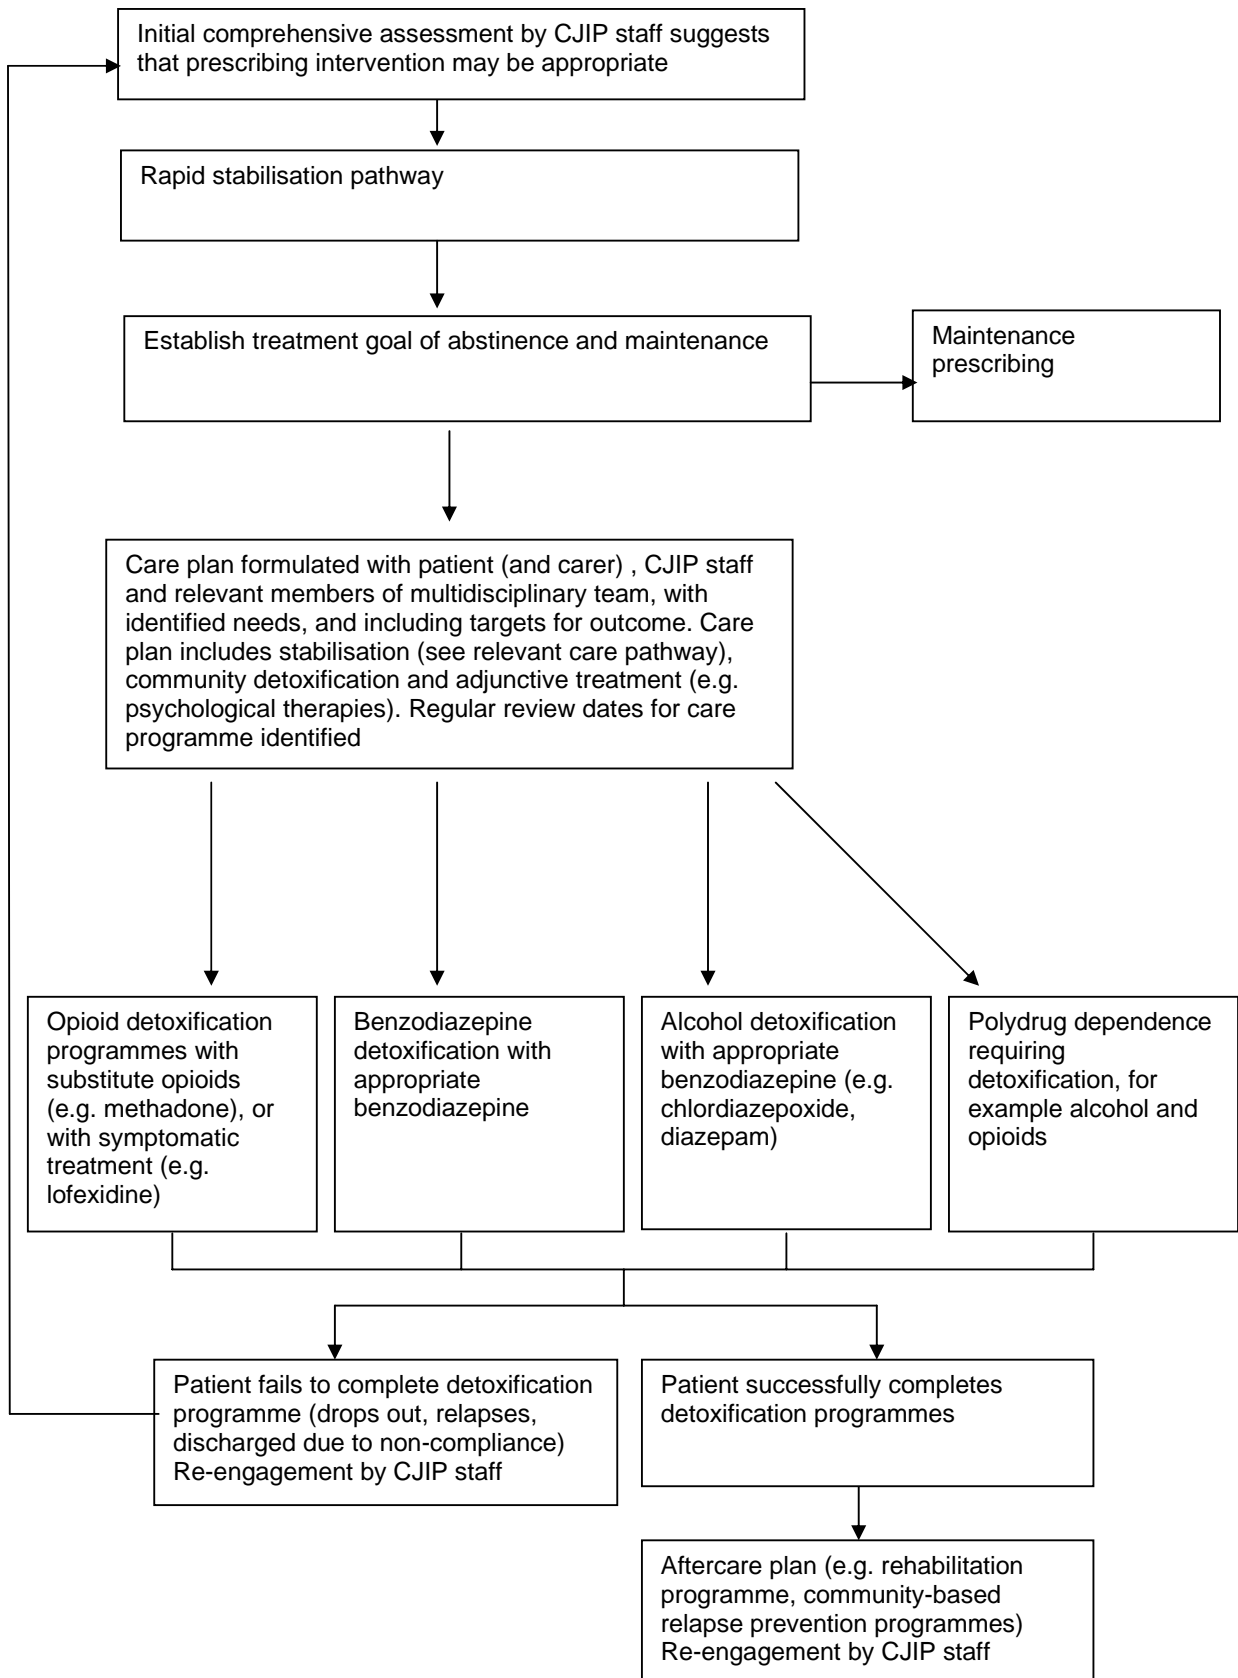 Initial comprehensive assessment by CJIP staff suggests
that prescribing intervention may be appropriate
Rapid stabilisation pathway
Establish treatment goal of abstinence and maintenance
Maintenance
prescribing
Care plan formulated with patient (and carer) , CJIP staff
and relevant members of multidisciplinary team, with
identified needs, and including targets for outcome. Care
plan includes stabilisation (see relevant care pathway),
community detoxification and adjunctive treatment (e.g.
psychological therapies). Regular review dates for care
programme identified
Opioid detoxification
programmes with
substitute opioids
(e.g. methadone), or
with symptomatic
treatment (e.g.
lofexidine)
Benzodiazepine
detoxification with
appropriate
benzodiazepine
Alcohol detoxification
with appropriate
benzodiazepine (e.g.
chlordiazepoxide,
diazepam)
Polydrug dependence
requiring
detoxification, for
example alcohol and
opioids
Patient fails to complete detoxification
programme (drops out, relapses,
discharged due to non-compliance)
Re-engagement by CJIP staff
Patient successfully completes
detoxification programmes
Aftercare plan (e.g. rehabilitation
programme, community-based
relapse prevention programmes)
Re-engagement by CJIP staff